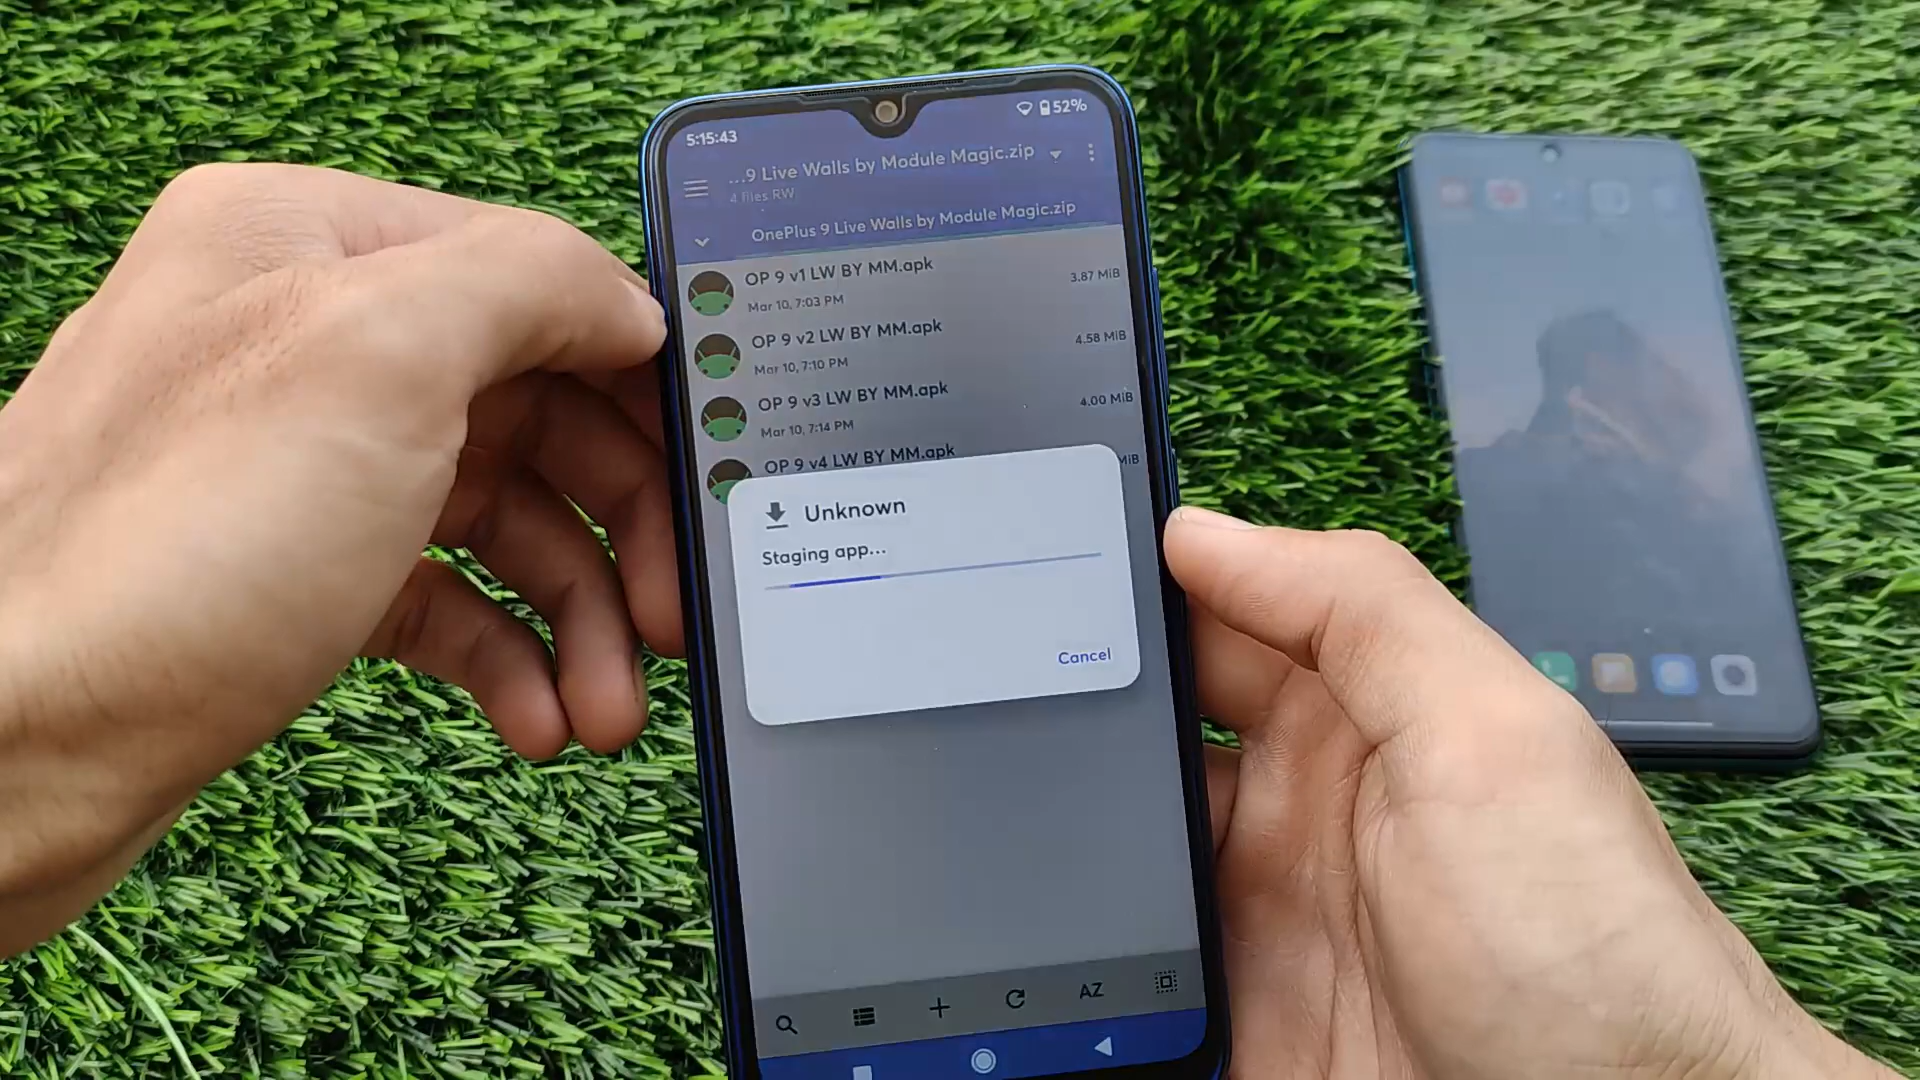 5:15:43
52%
...9 Live Walls by Module Magic.zip
4 files RW
OnePlus 9 Live Walls by Module Magic.zip
OP 9 v1 LW BY MM.apk
3.87 MiB
Mar 10, 7:03 PM
OP 9 v2 LW BY MM.apk
4.58 MiB
Mar 10, 7:10 PM
OP 9 v3 LW BY MM.apk
4.00 MiB
Mar 10, 7:14 PM
OP 9 v4 LW BY MM.apk
MiB
Unknown
Staging app...
Cancel
AZ